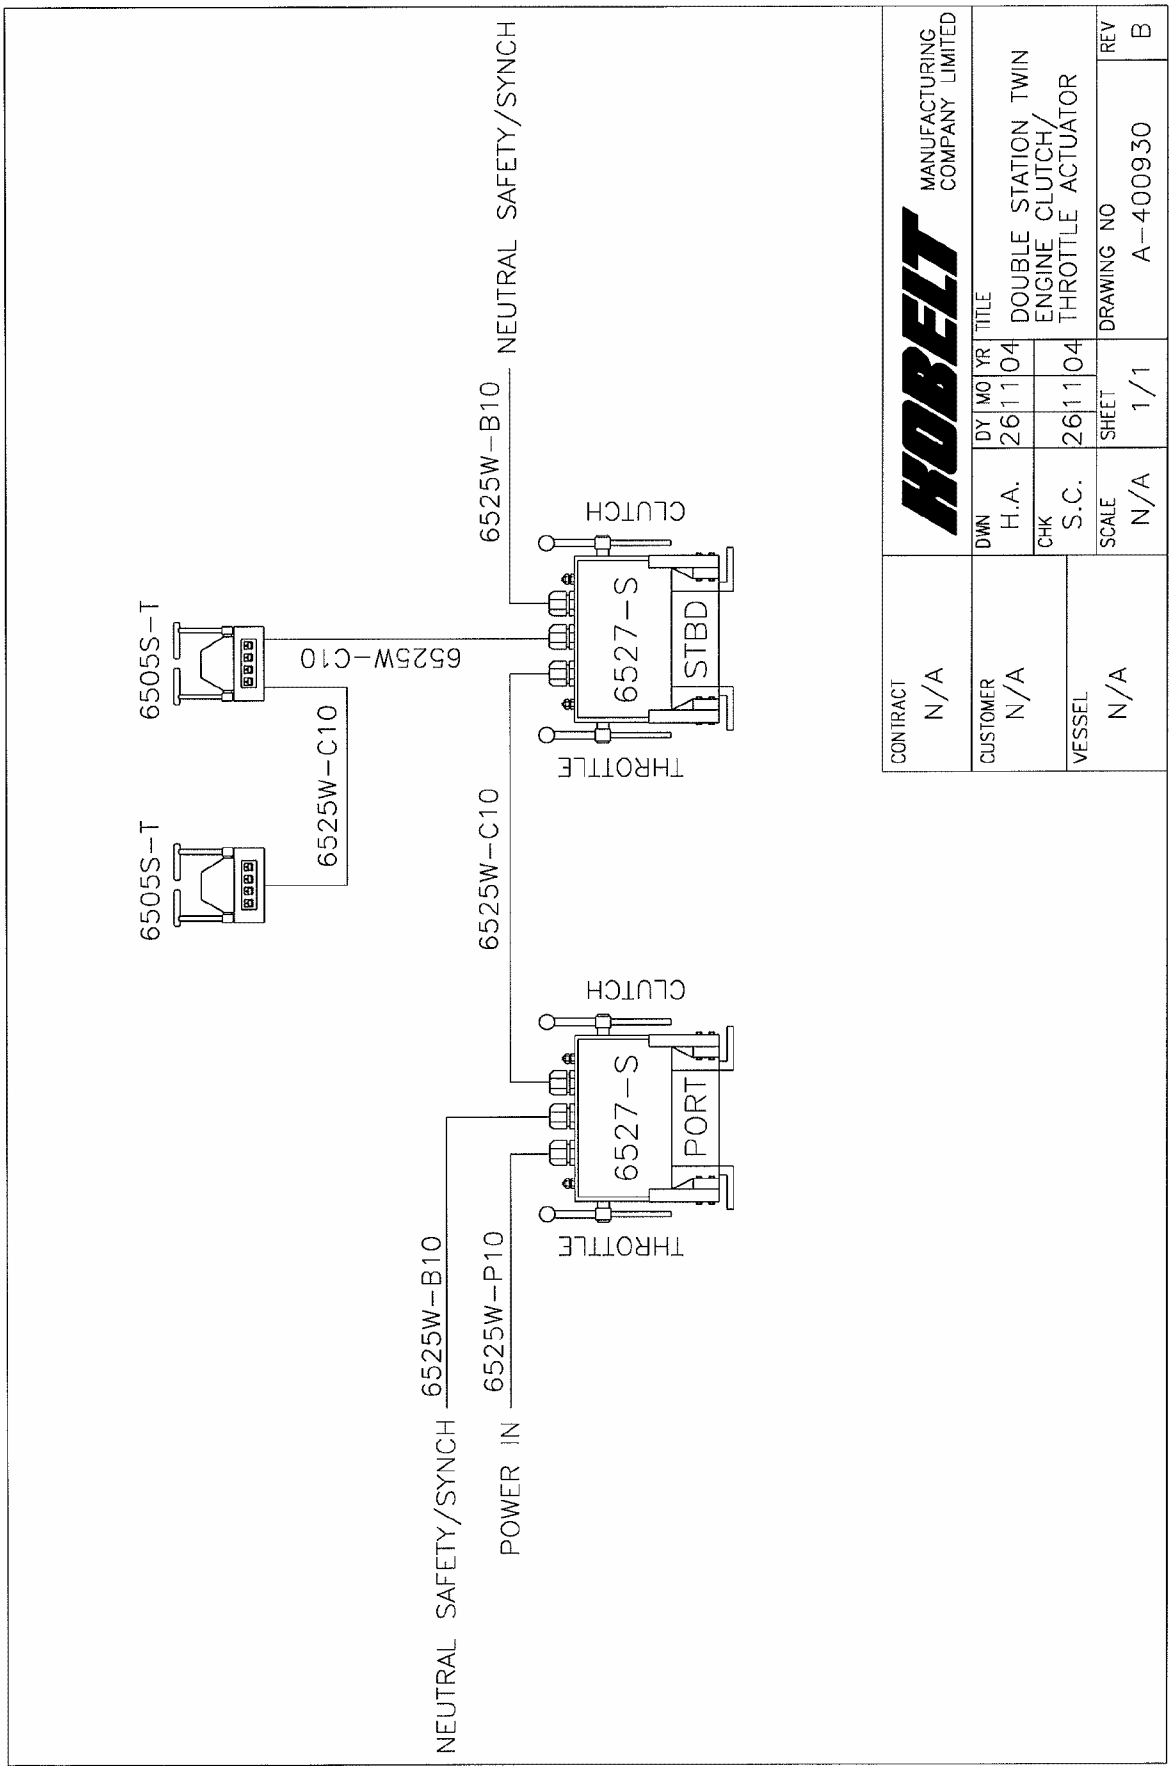 6505S-T
6505S-T
6525W-C10
6525W-C10
NEUTRAL SAFETY/SYNCH
6525W-B10
POWER IN
6525W-P10
6525W-C10
6525W-B10
NEUTRAL SAFETY/SYNCH
THROTTLE
6527-S
CLUTCH
PORT
THROTTLE
6527-S
CLUTCH
STBD
CONTRACT
N/A
CUSTOMER
N/A
VESSEL
N/A
KOBELT
MANUFACTURING
COMPANY LIMITED
DWN
H.A.
DY MO YR
26 11 04
CHK
S.C.
26 11 04
TITLE
DOUBLE STATION TWIN
ENGINE CLUTCH/
THROTTLE ACTUATOR
SCALE
N/A
SHEET
1/1
DRAWING NO
A-400930
REV
B